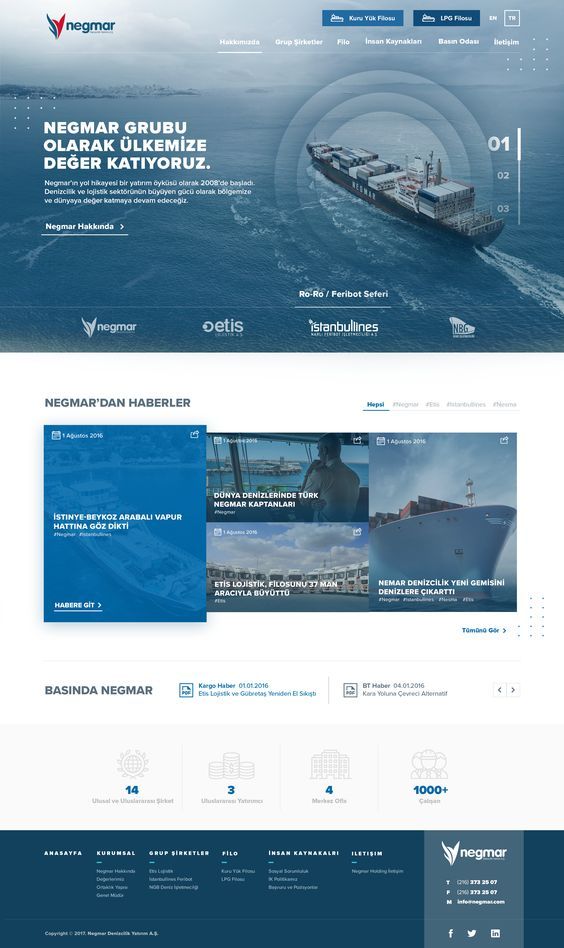 negmar
Kuru Yük Filosu
LPG Filosu
EN
TR
Hakkımızda
Grup Şirketler
Filo
İnsan Kaynakları
Basın Odası
İletişim
NEGMAR GRUBU
OLARAK ÜLKEMİZE
DEĞER KATIYORUZ.
Negmar'ın yol hikayesi bir yatırım öyküsü olarak 2008'de başladı.
Denizcilik ve lojistik sektörünün büyüyen gücü olarak bölgemize
ve dünyaya değer katmaya devam edeceğiz.
Negmar Hakkında
NEGMAR
01
02
03
Ro-Ro / Feribot Seferi
negmar
etis
LOJİSTİK A.Ş.
istanbullines
NBG
NEGMAR'DAN HABERLER
Hepsi
#Negmar
#Etis
#İstanbullines
#Nesma
1 Ağustos 2016
İSTINYE-BEYKOZ ARABALI VAPUR
HATTINA GÖZ DİKTİ
#Negmar #İstanbullines
HABERE GİT
1 Ağustos 2016
DÜNYA DENİZLERİNDE TÜRK
NEGMAR KAPTANLARI
#Negmar
1 Ağustos 2016
ETİS LOJİSTİK, FİLOSUNU 37 MAN
ARACIYLA BÜYÜTTÜ
#Etis
1 Ağustos 2016
NEMAR DENİZCİLİK YENİ GEMİSİNİ
DENİZLERE ÇIKARTTI
#Negmar #İstanbullines #Nesma #Etis
Tümünü Gör
BASINDA NEGMAR
PDF
Kargo Haber 01.01.2016
Etis Lojistik ve Gübretaş Yeniden El Sıkıştı
PDF
BT Haber 04.01.2016
Kara Yoluna Çevreci Alternatif
14
Ulusal ve Uluslararası Şirket
3
Uluslararası Yatırımcı
4
Merkez Ofis
1000+
Çalışan
ANASAYFA
KURUMSAL
Negmar Hakkında
Değerlerimiz
Ortaklık Yapısı
Genel Müdür
GRUP ŞİRKETLER
Etis Lojistik
İstanbullines Feribot
NGB Deniz İşletmeciliği
FİLO
Kuru Yük Filosu
LPG Filosu
İNSAN KAYNAKALRI
Sosyal Sorumluluk
İK Politikamız
Başvuru ve Pozisyonlar
ILETIŞIM
Negmar Holding İletişim
negmar
T (216) 373 25 07
F (216) 373 25 07
M info@negmar.com
Copyright © 2017. Negmar Denizcilik Yatırım A.Ş.